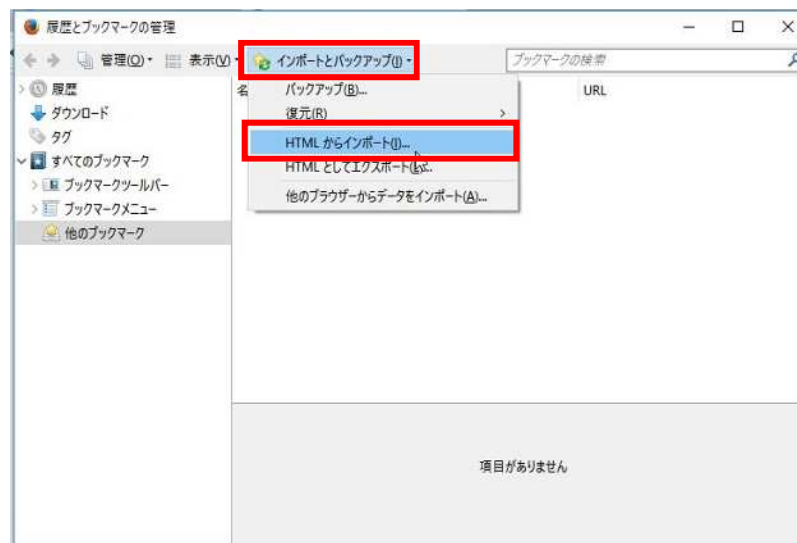 履歴とブックマークの管理
管理(O)・ 表示(V)・ インポートとバックアップ(I)・ ブックマークの検索
履歴
ダウンロード
タグ
すべてのブックマーク
ブックマークツールバー
ブックマークメニュー
他のブックマーク
名 URL
バックアップ(B)...
復元(R)
HTML からインポート(I)...
HTML としてエクスポート(E)...
他のブラウザーからデータをインポート(A)...
項目がありません